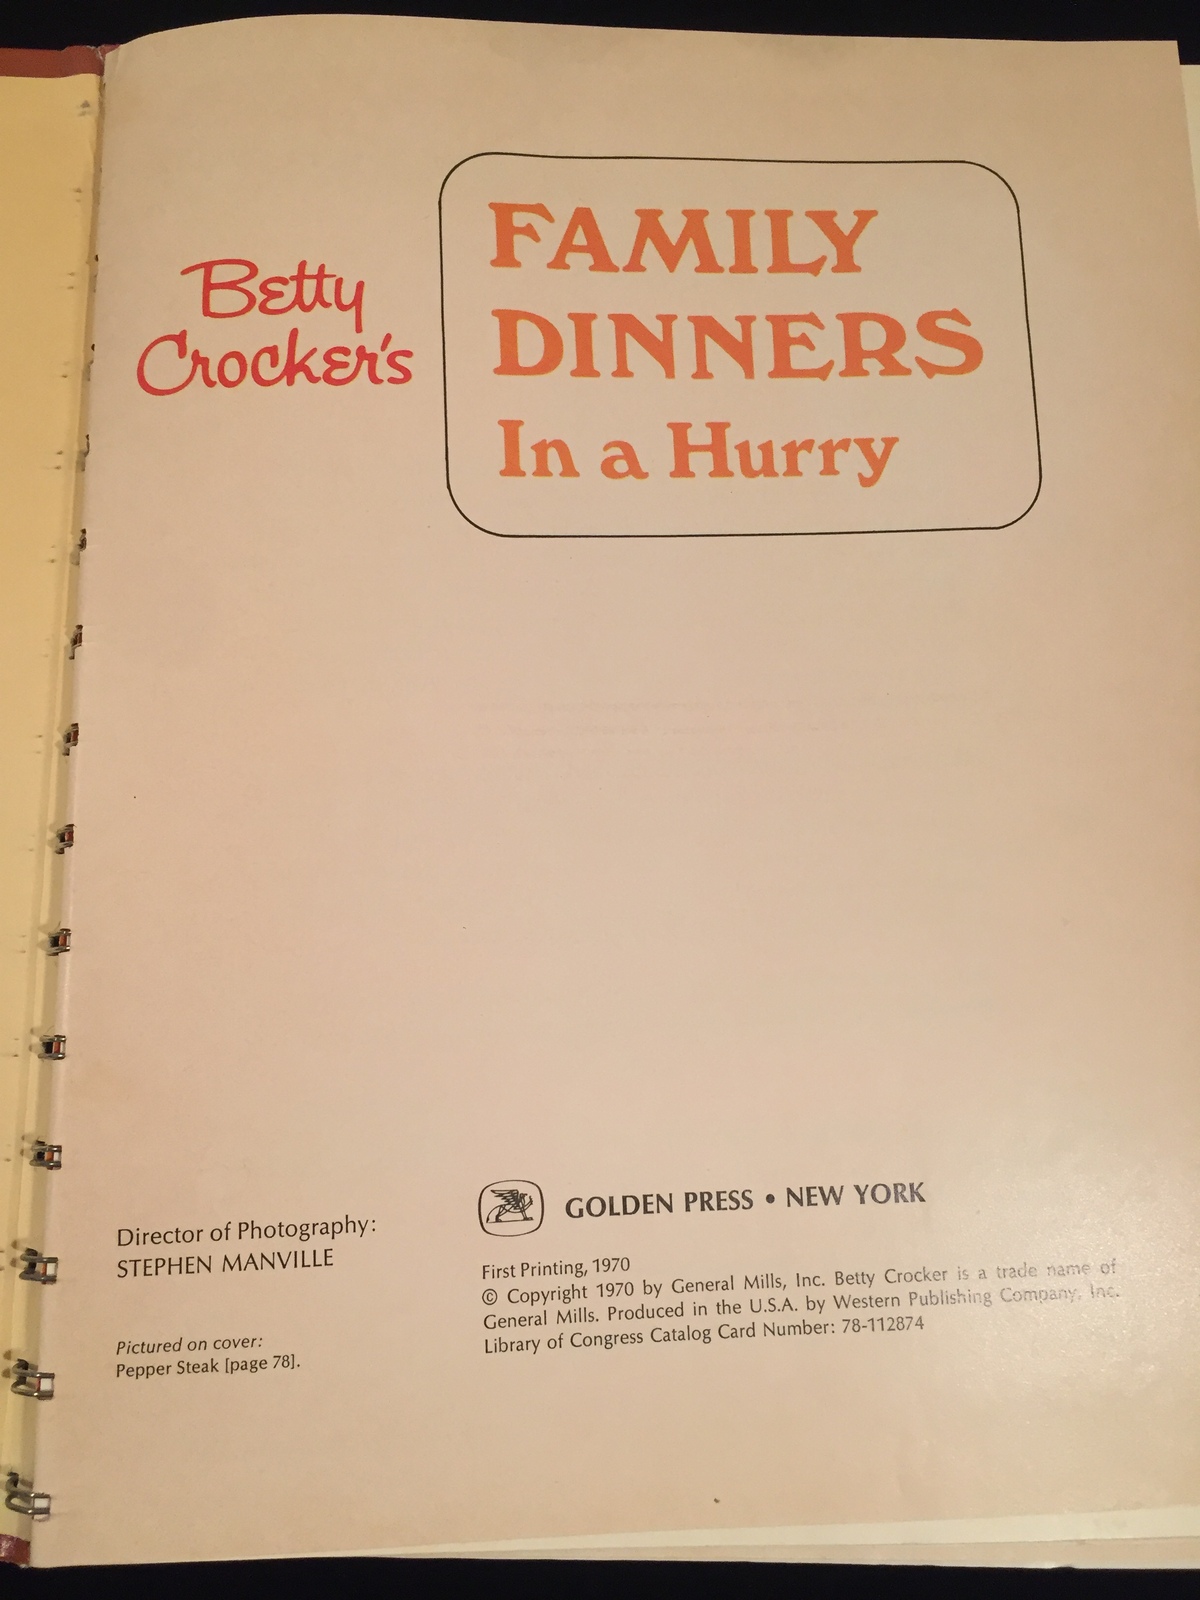 Betty
Crocker's
FAMILY
DINNERS
In a Hurry
Director of Photography:
STEPHEN MANVILLE
Pictured on cover:
Pepper Steak [page 78].
GOLDEN PRESS • NEW YORK
First Printing, 1970
© Copyright 1970 by General Mills, Inc. Betty Crocker is a trade name of
General Mills. Produced in the U.S.A. by Western Publishing Company, Inc.
Library of Congress Catalog Card Number: 78-112874